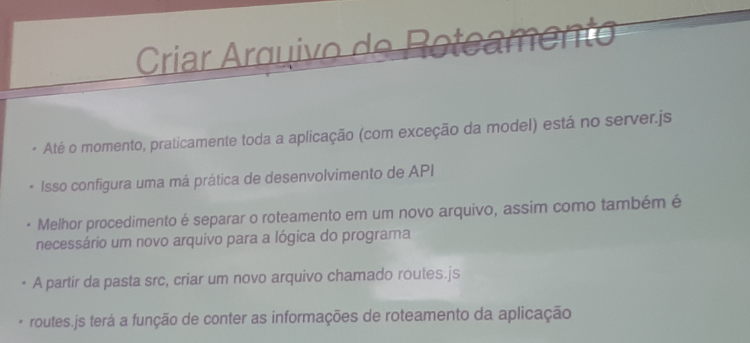 Criar Arquivo de Roteamento
• Até o momento, praticamente toda a aplicação (com exceção da model) está no server.js
• Isso configura uma má prática de desenvolvimento de API
• Melhor procedimento é separar o roteamento em um novo arquivo, assim como também é
necessário um novo arquivo para a lógica do programa
• A partir da pasta src, criar um novo arquivo chamado routes.js
• routes.js terá a função de conter as informações de roteamento da aplicação